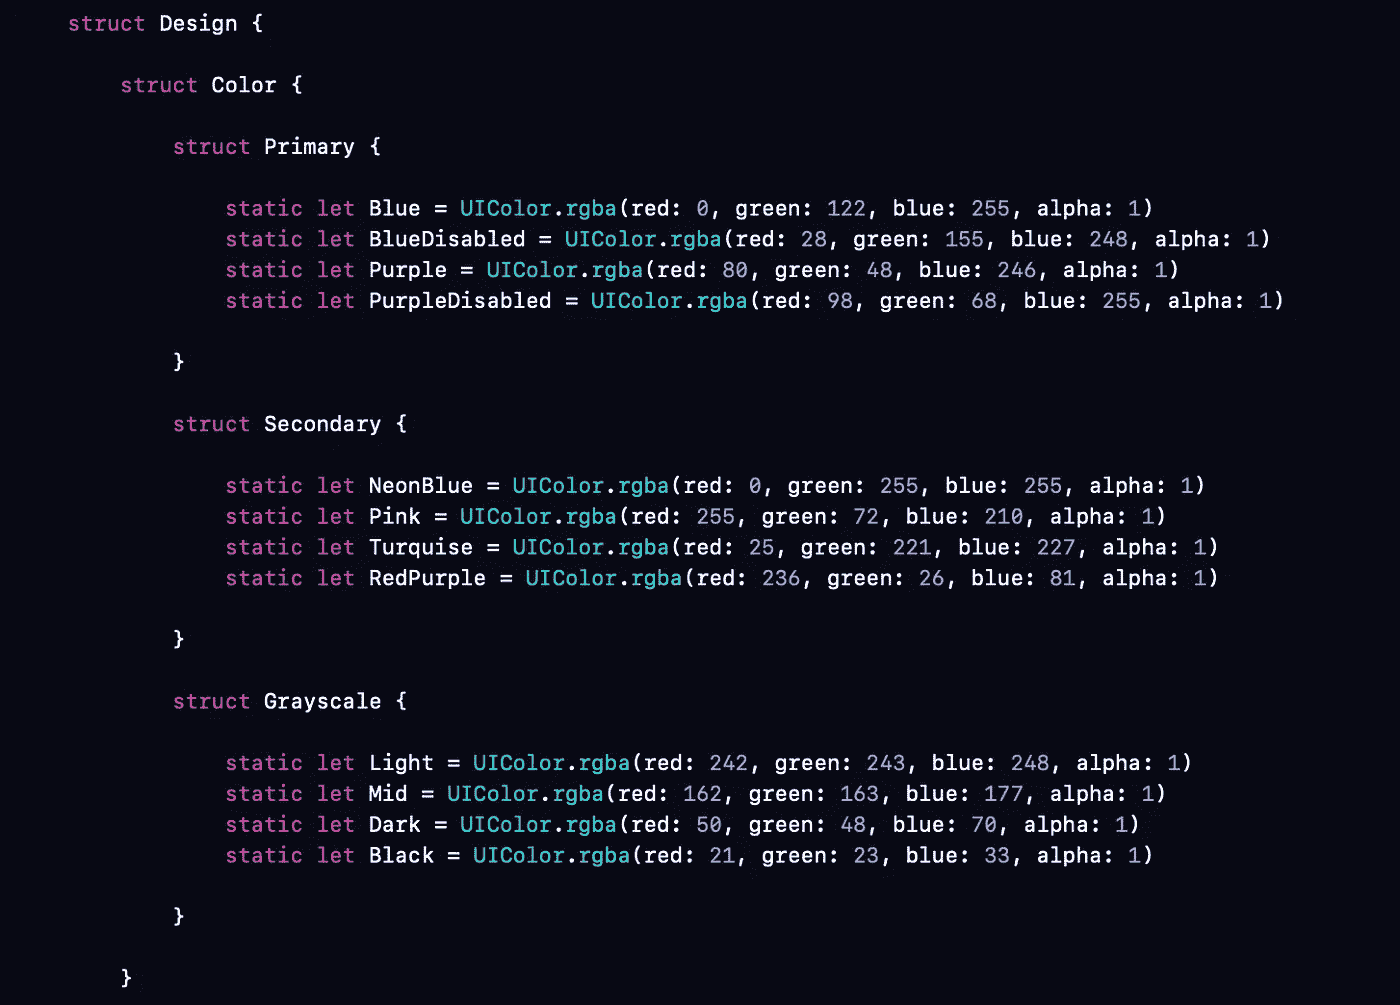 struct Design {
struct Color {
struct Primary {
static let Blue = UIColor.rgba(red: 0, green: 122, blue: 255, alpha: 1)
static let BlueDisabled = UIColor.rgba(red: 28, green: 155, blue: 248, alpha: 1)
static let Purple = UIColor.rgba(red: 80, green: 48, blue: 246, alpha: 1)
static let PurpleDisabled = UIColor.rgba(red: 98, green: 68, blue: 255, alpha: 1)
}
struct Secondary {
static let NeonBlue = UIColor.rgba(red: 0, green: 255, blue: 255, alpha: 1)
static let Pink = UIColor.rgba(red: 255, green: 72, blue: 210, alpha: 1)
static let Turquise = UIColor.rgba(red: 25, green: 221, blue: 227, alpha: 1)
static let RedPurple = UIColor.rgba(red: 236, green: 26, blue: 81, alpha: 1)
}
struct Grayscale {
static let Light = UIColor.rgba(red: 242, green: 243, blue: 248, alpha: 1)
static let Mid = UIColor.rgba(red: 162, green: 163, blue: 177, alpha: 1)
static let Dark = UIColor.rgba(red: 50, green: 48, blue: 70, alpha: 1)
static let Black = UIColor.rgba(red: 21, green: 23, blue: 33, alpha: 1)
}
}